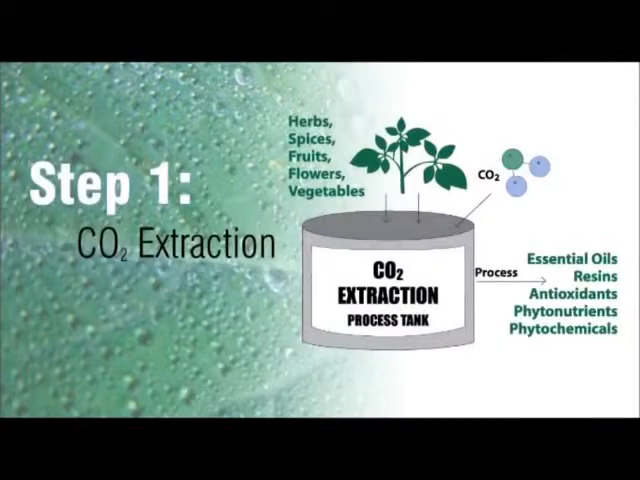 Step 1:
CO₂ Extraction
Herbs,
Spices,
Fruits,
Flowers,
Vegetables
CO₂
CO₂
EXTRACTION
PROCESS TANK
Process
Essential Oils
Resins
Antioxidants
Phytonutrients
Phytochemicals